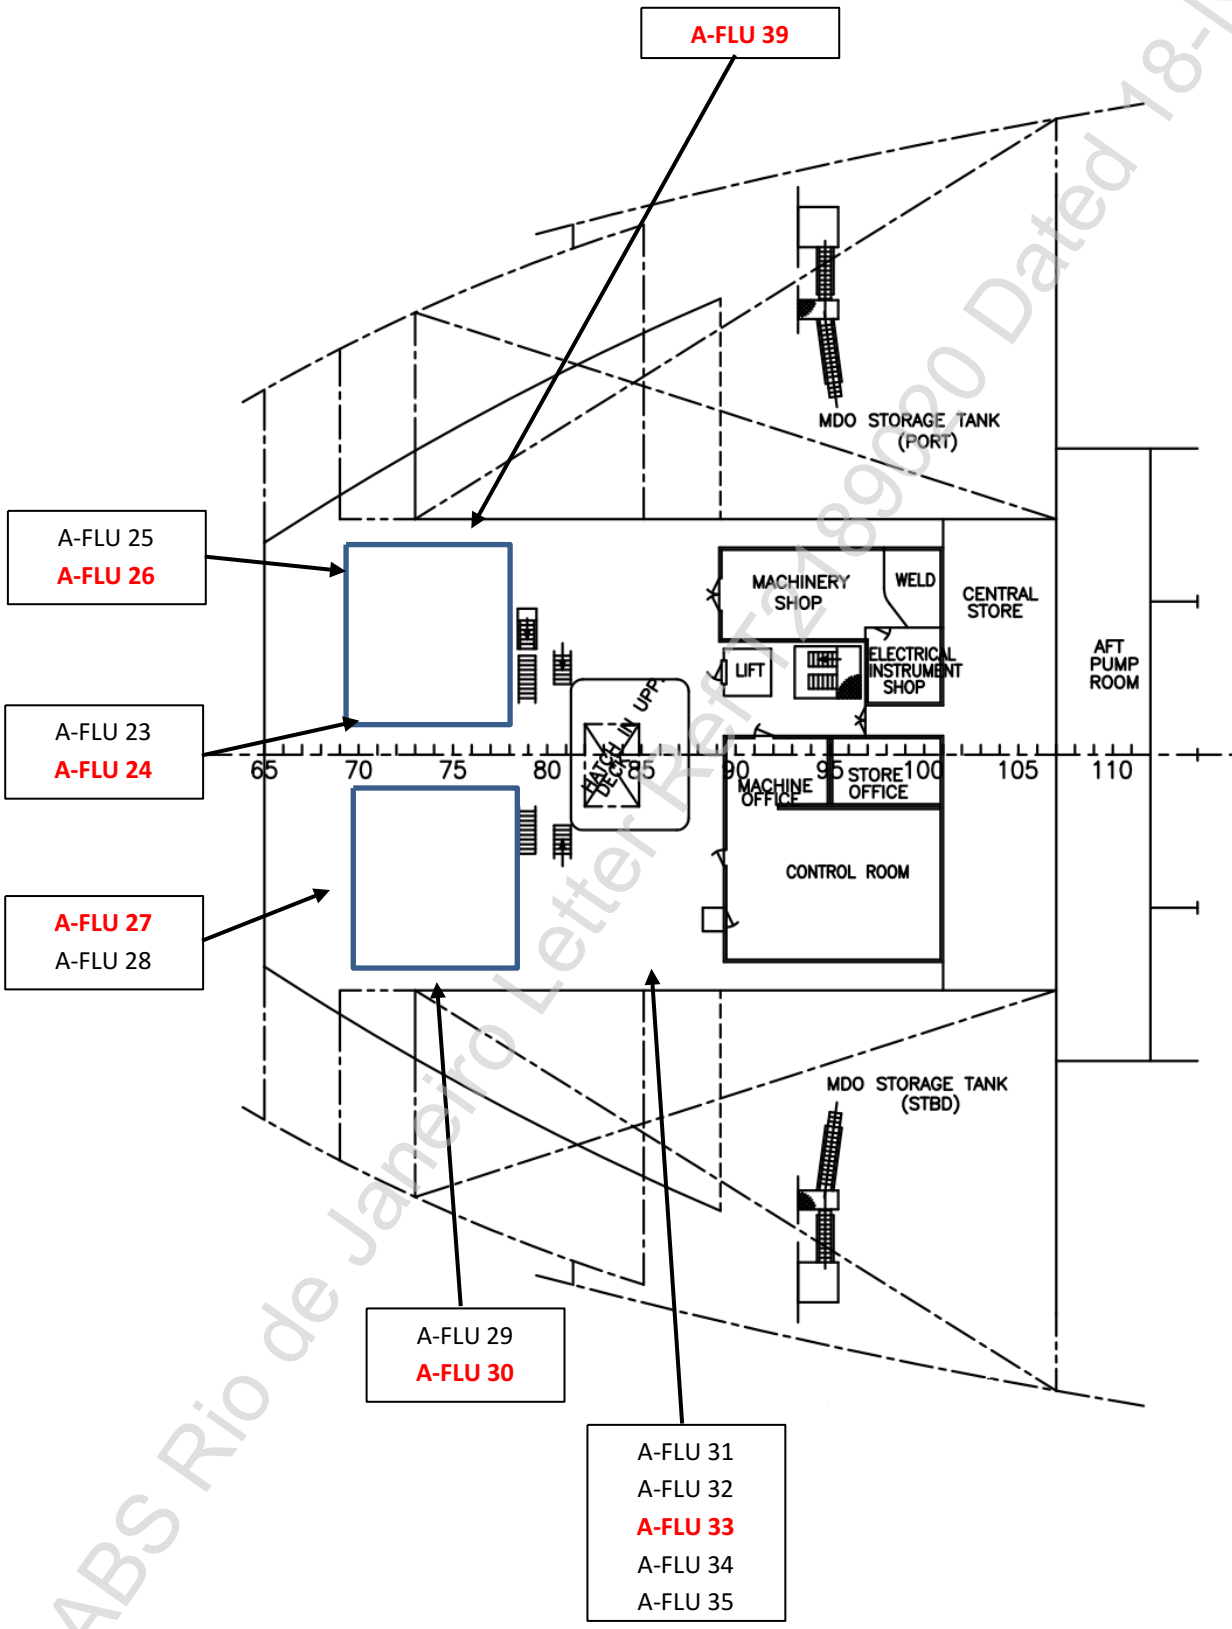 A-FLU 39
MDO STORAGE TANK
(PORT)
A-FLU 25
A-FLU 26
MACHINERY
SHOP
WELD
CENTRAL
STORE
LIFT
ELECTRICAL
INSTRUMENT
SHOP
AFT
PUMP
ROOM
HATCH IN UPP.
DECK
A-FLU 23
A-FLU 24
65 70 75 80 85 90 95 100 105 110
MACHINE
OFFICE
STORE
OFFICE
CONTROL ROOM
A-FLU 27
A-FLU 28
MDO STORAGE TANK
(STBD)
A-FLU 29
A-FLU 30
A-FLU 31
A-FLU 32
A-FLU 33
A-FLU 34
A-FLU 35
ABS Rio de Janeiro Letter Ref T2189020 Dated 18-